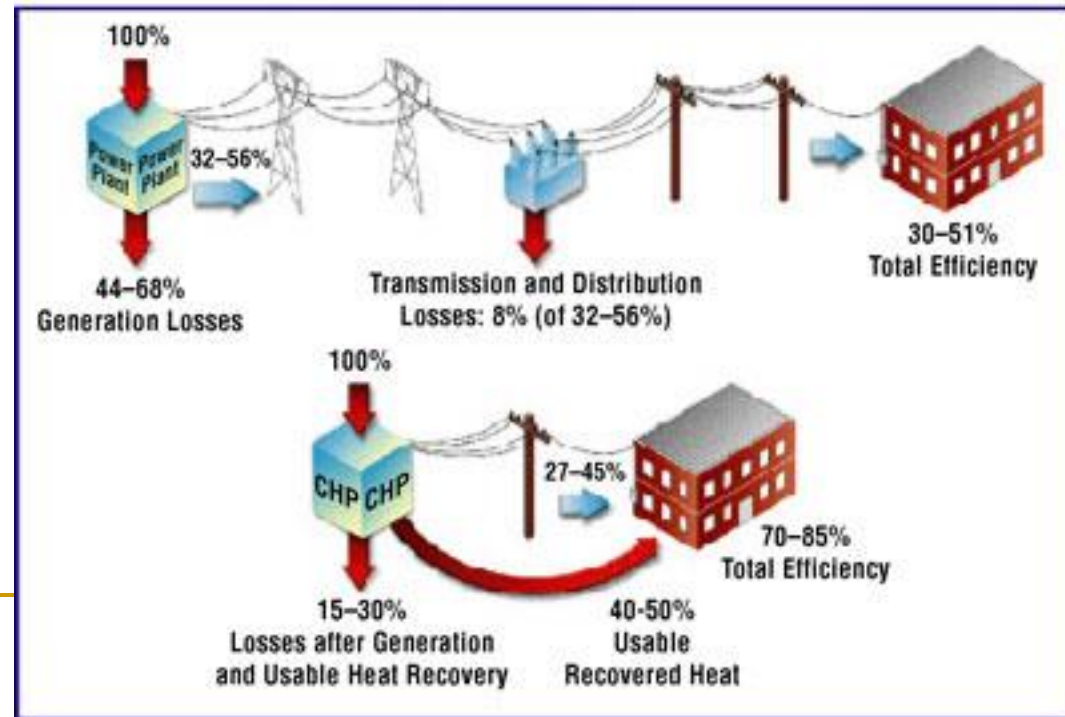 100%
Power Plant
Power Plant
32–56%
44–68%
Generation Losses
Transmission and Distribution
Losses: 8% (of 32–56%)
30–51%
Total Efficiency
100%
CHP CHP
27–45%
70–85%
Total Efficiency
15–30%
Losses after Generation
and Usable Heat Recovery
40-50%
Usable
Recovered Heat